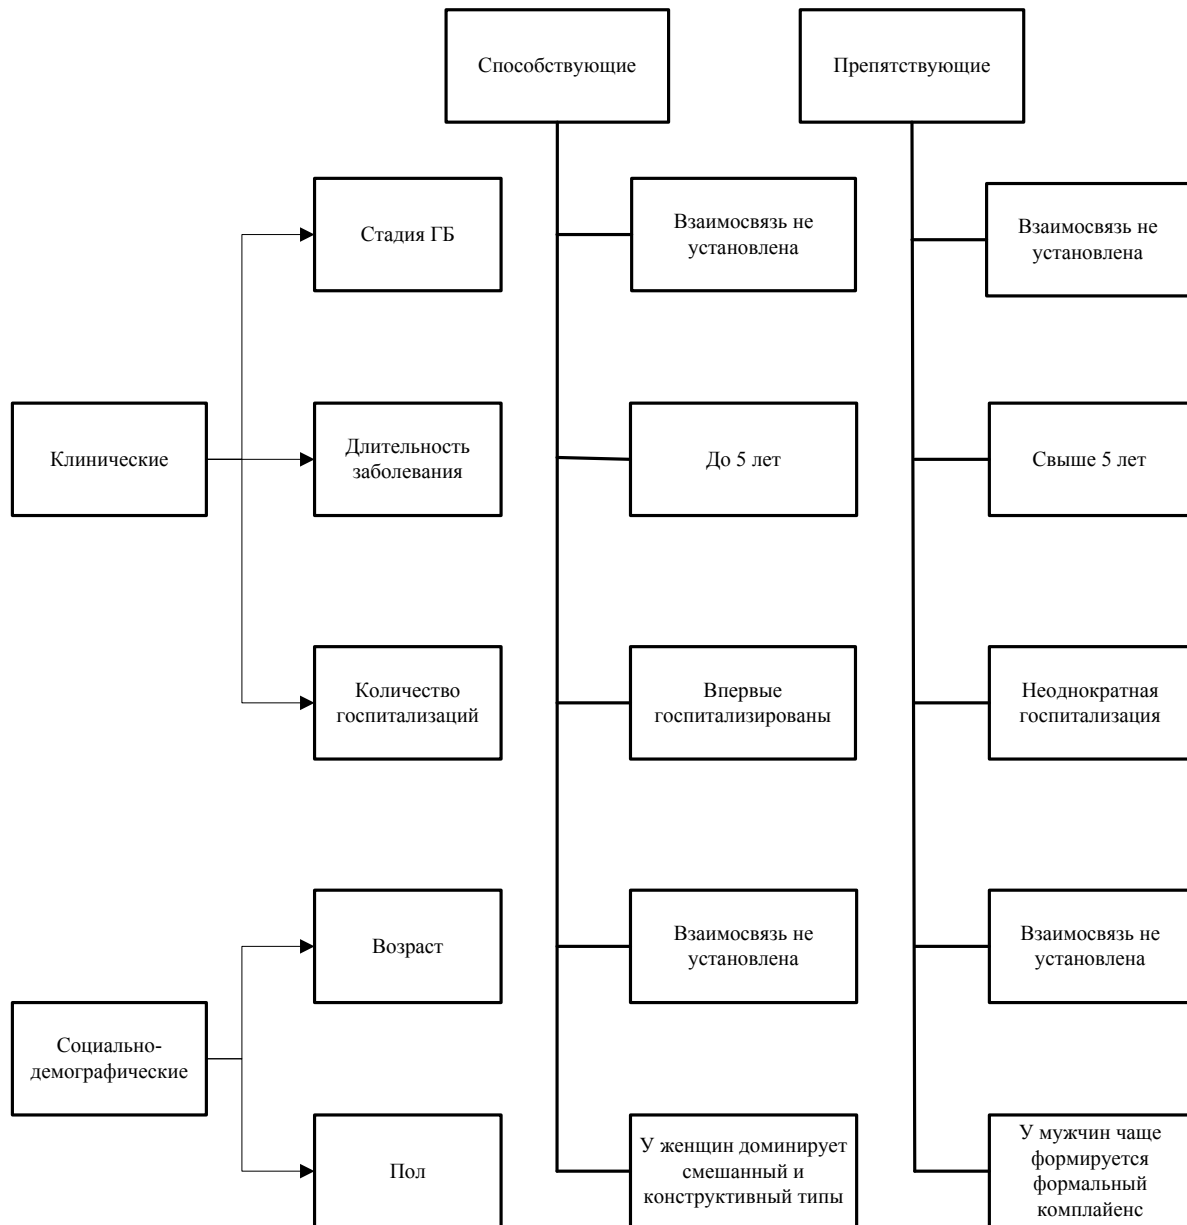 Способствующие
Препятствующие
Стадия ГБ
Взаимосвязь не
установлена
Взаимосвязь не
установлена
Клинические
Длительность
заболевания
До 5 лет
Свыше 5 лет
Количество
госпитализаций
Впервые
госпитализированы
Неоднократная
госпитализация
Возраст
Взаимосвязь не
установлена
Взаимосвязь не
установлена
Социально-
демографические
Пол
У женщин доминирует
смешанный и
конструктивный типы
У мужчин чаще
формируется
формальный
комплайенс